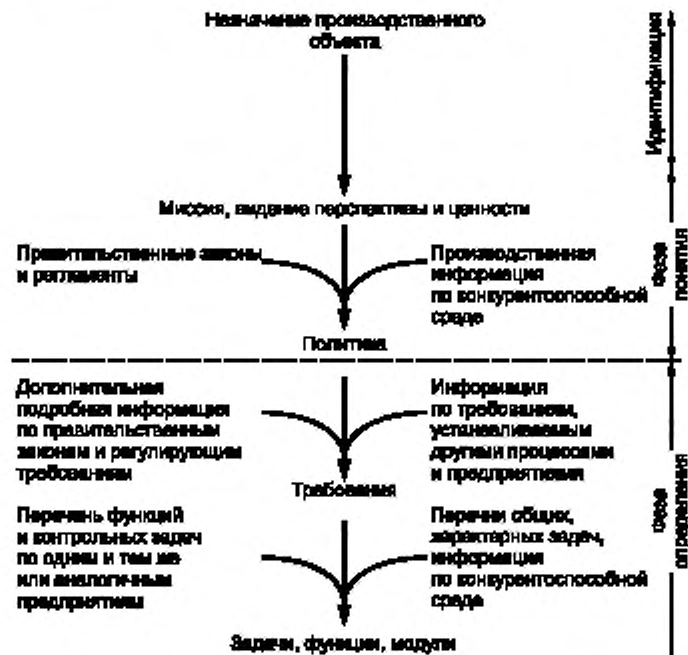 Назначение производственного
объекта
Идентификация
Миссия, видение перспективы и ценности
Правительственные законы
и регламенты
Производственная
информация
по конкурентоспособной
среде
Фаза
понятия
Политика
Дополнительная
подробная информация
по правительственным
законам и регулирующим
требованиям
Информация
по требованиям,
устанавливаемым
другими процессами
и предприятиями
Требования
Фаза
определения
Перечень функций
и контрольных задач
по одним и тем же
или аналогичным
предприятиям
Перечни общих,
характерных задач,
информация
по конкурентоспособной
среде
Задачи, функции, модули